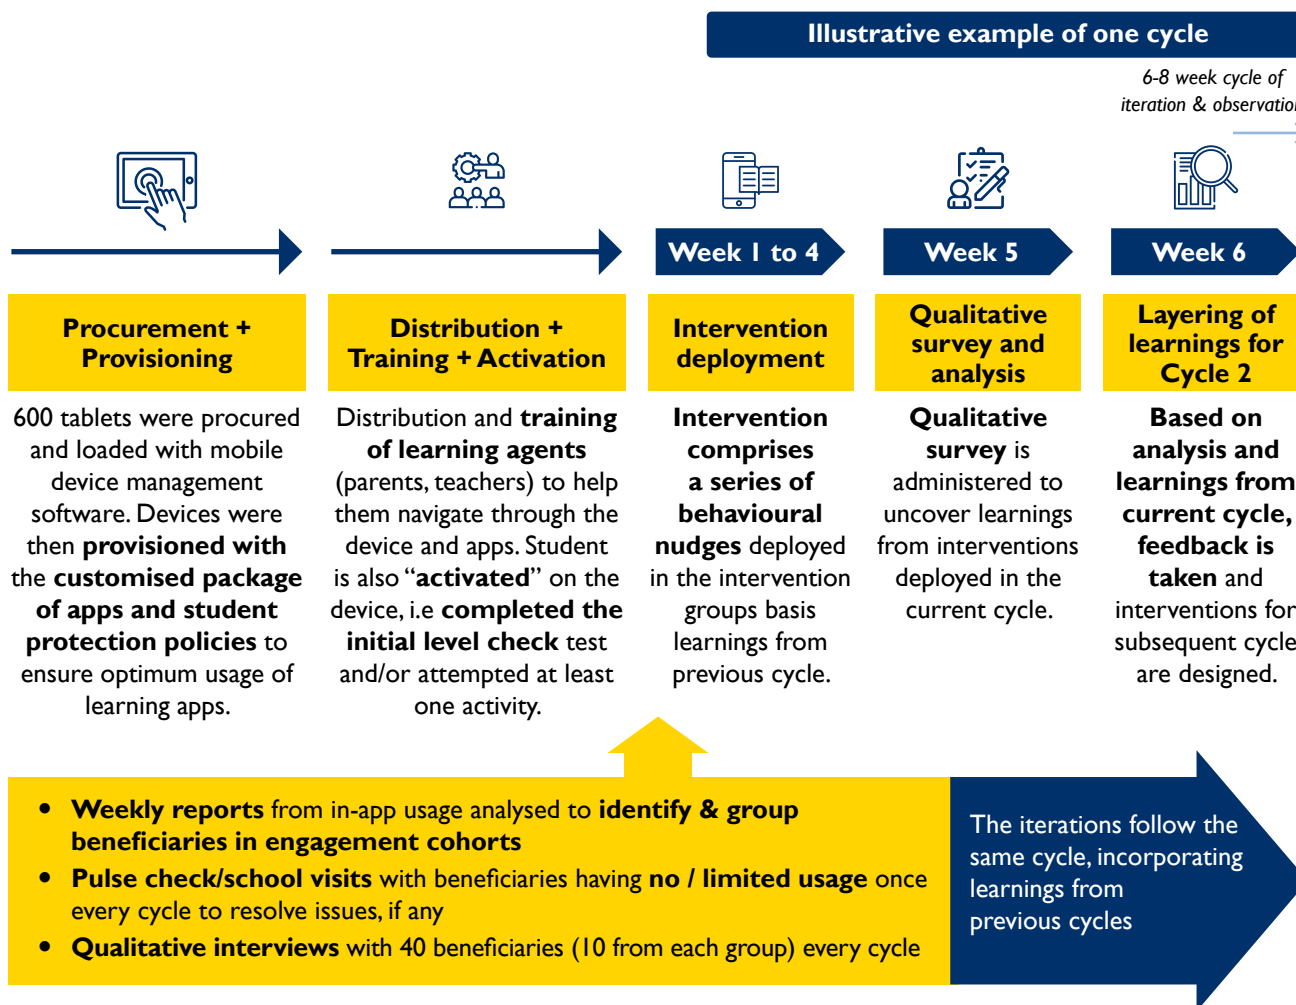 Illustrative example of one cycle
6-8 week cycle of
iteration & observation
Week 1 to 4
Week 5
Week 6
Procurement +
Provisioning
600 tablets were procured
and loaded with mobile
device management
software. Devices were
then provisioned with
the customised package
of apps and student
protection policies to
ensure optimum usage of
learning apps.
Distribution +
Training + Activation
Distribution and training
of learning agents
(parents, teachers) to help
them navigate through the
device and apps. Student
is also “activated” on the
device, i.e completed the
initial level check test
and/or attempted at least
one activity.
Intervention
deployment
Intervention
comprises
a series of
behavioural
nudges deployed
in the intervention
groups basis
learnings from
previous cycle.
Qualitative
survey and
analysis
Qualitative
survey is
administered to
uncover learnings
from interventions
deployed in the
current cycle.
Layering of
learnings for
Cycle 2
Based on
analysis and
learnings from
current cycle,
feedback is
taken and
interventions for
subsequent cycle
are designed.
• Weekly reports from in-app usage analysed to identify & group
beneficiaries in engagement cohorts
• Pulse check/school visits with beneficiaries having no / limited usage once
every cycle to resolve issues, if any
• Qualitative interviews with 40 beneficiaries (10 from each group) every cycle
The iterations follow the
same cycle, incorporating
learnings from
previous cycles